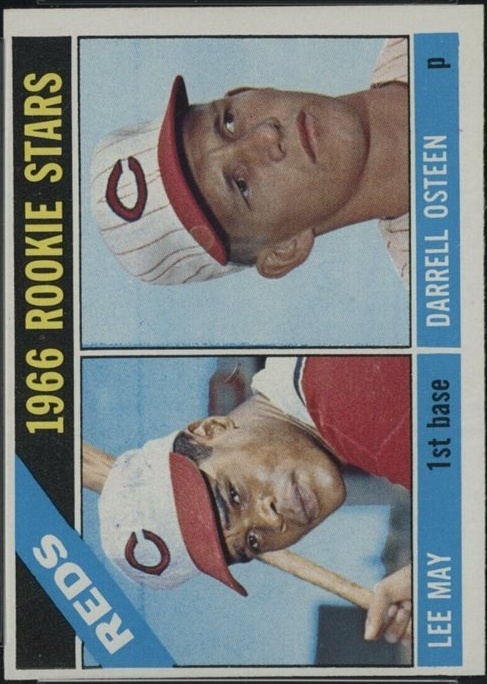 REDS
1966 ROOKIE STARS
C
C
LEE MAY 1st base
DARRELL OSTEEN p